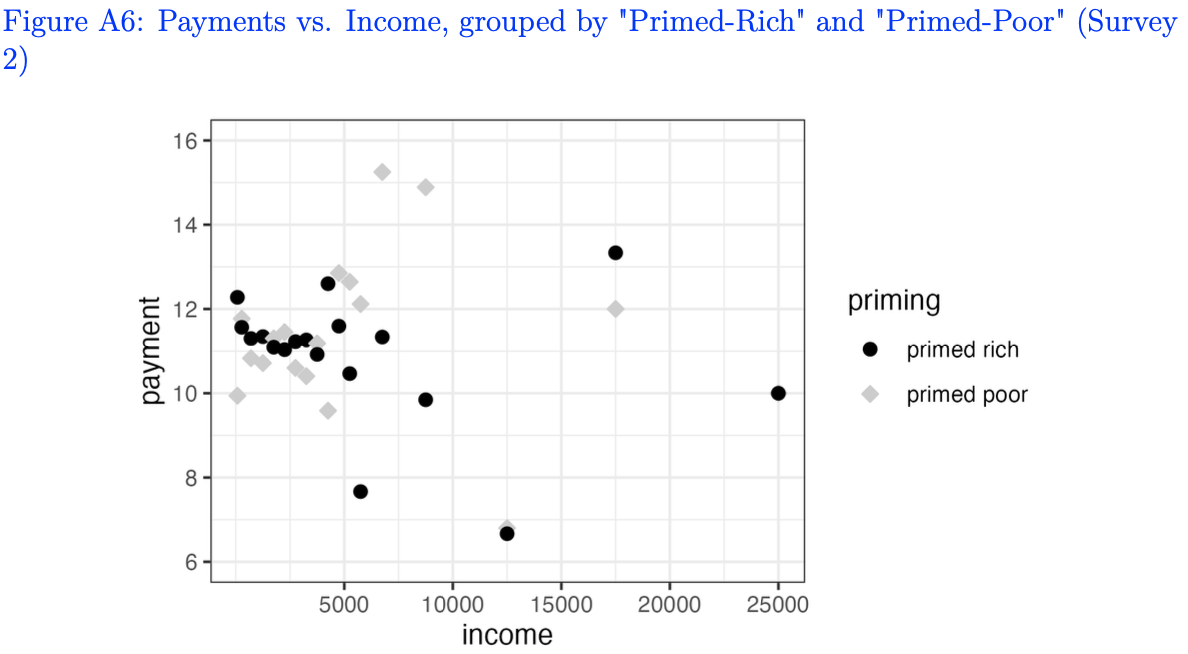 Figure A6: Payments vs. Income, grouped by "Primed-Rich" and "Primed-Poor" (Survey
2)
16
14
12
10
8
6
payment
5000 10000 15000 20000 25000
income
priming
primed rich
primed poor